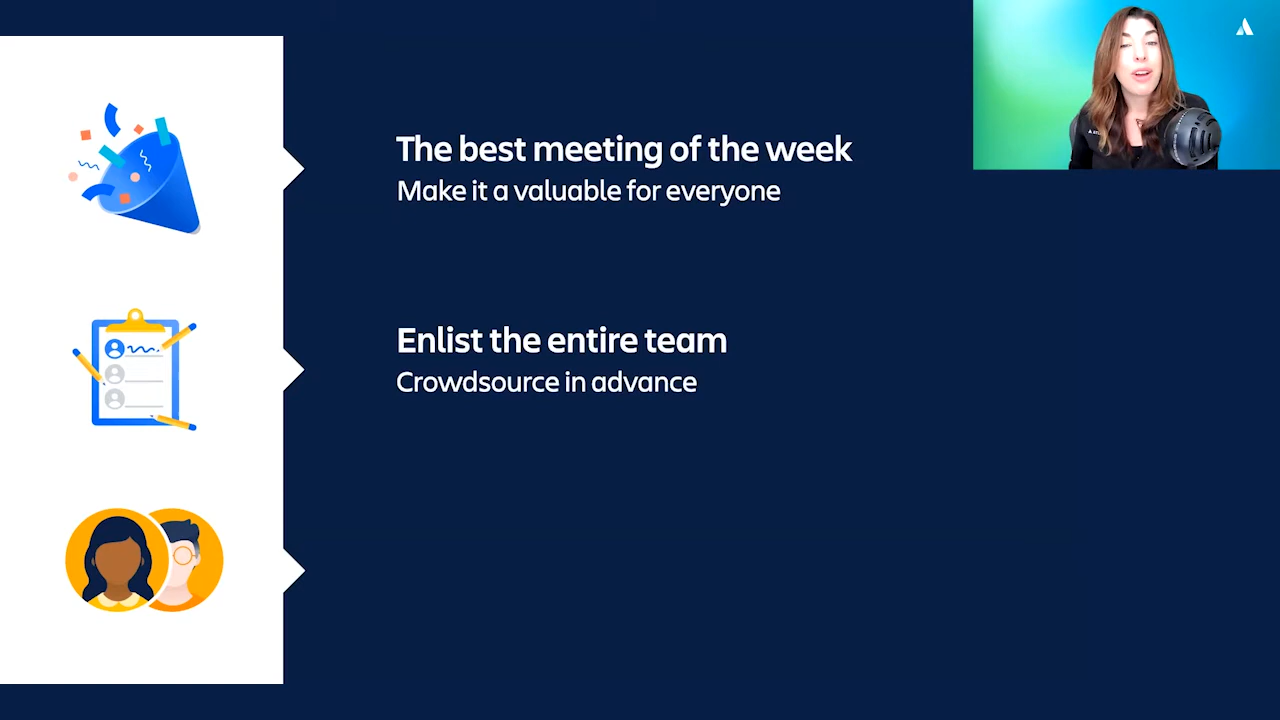 The best meeting of the week
Make it a valuable for everyone
Enlist the entire team
Crowdsource in advance